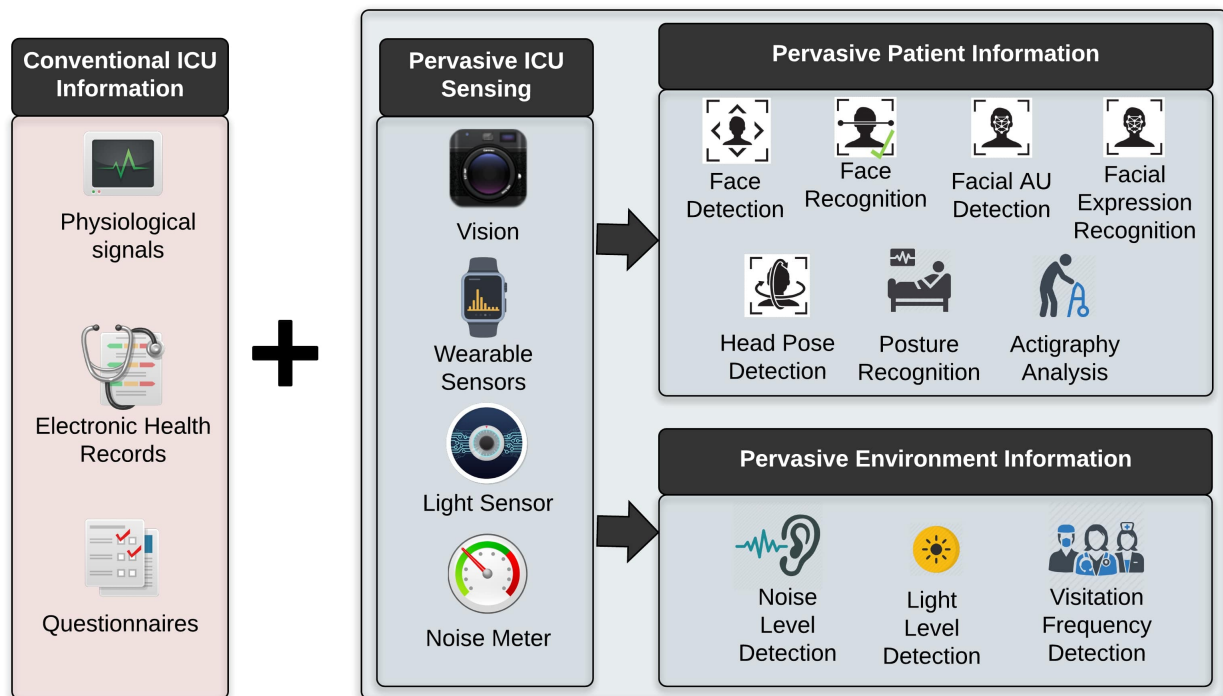 Conventional ICU
Information
Physiological
signals
Electronic Health
Records
Questionnaires
Pervasive ICU
Sensing
Vision
Wearable
Sensors
Light Sensor
Noise Meter
Pervasive Patient Information
Face
Detection
Face
Recognition
Facial AU
Detection
Facial
Expression
Recognition
Head Pose
Detection
Posture
Recognition
Actigraphy
Analysis
Pervasive Environment Information
Noise
Level
Detection
Light
Level
Detection
Visitation
Frequency
Detection